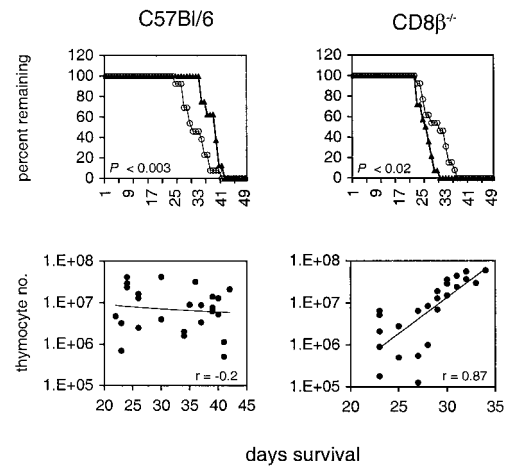 C57Bl/6
CD8β-/-
percent remaining
120
100
80
60
40
20
0
P < 0.003
1 9 17 25 33 41 49
120
100
80
60
40
20
0
P < 0.02
1 9 17 25 33 41 49
thymocyte no.
1.E+08
1.E+07
1.E+06
1.E+05
r = -0.2
20 25 30 35 40 45
1.E+08
1.E+07
1.E+06
1.E+05
r = 0.87
20 25 30 35
days survival